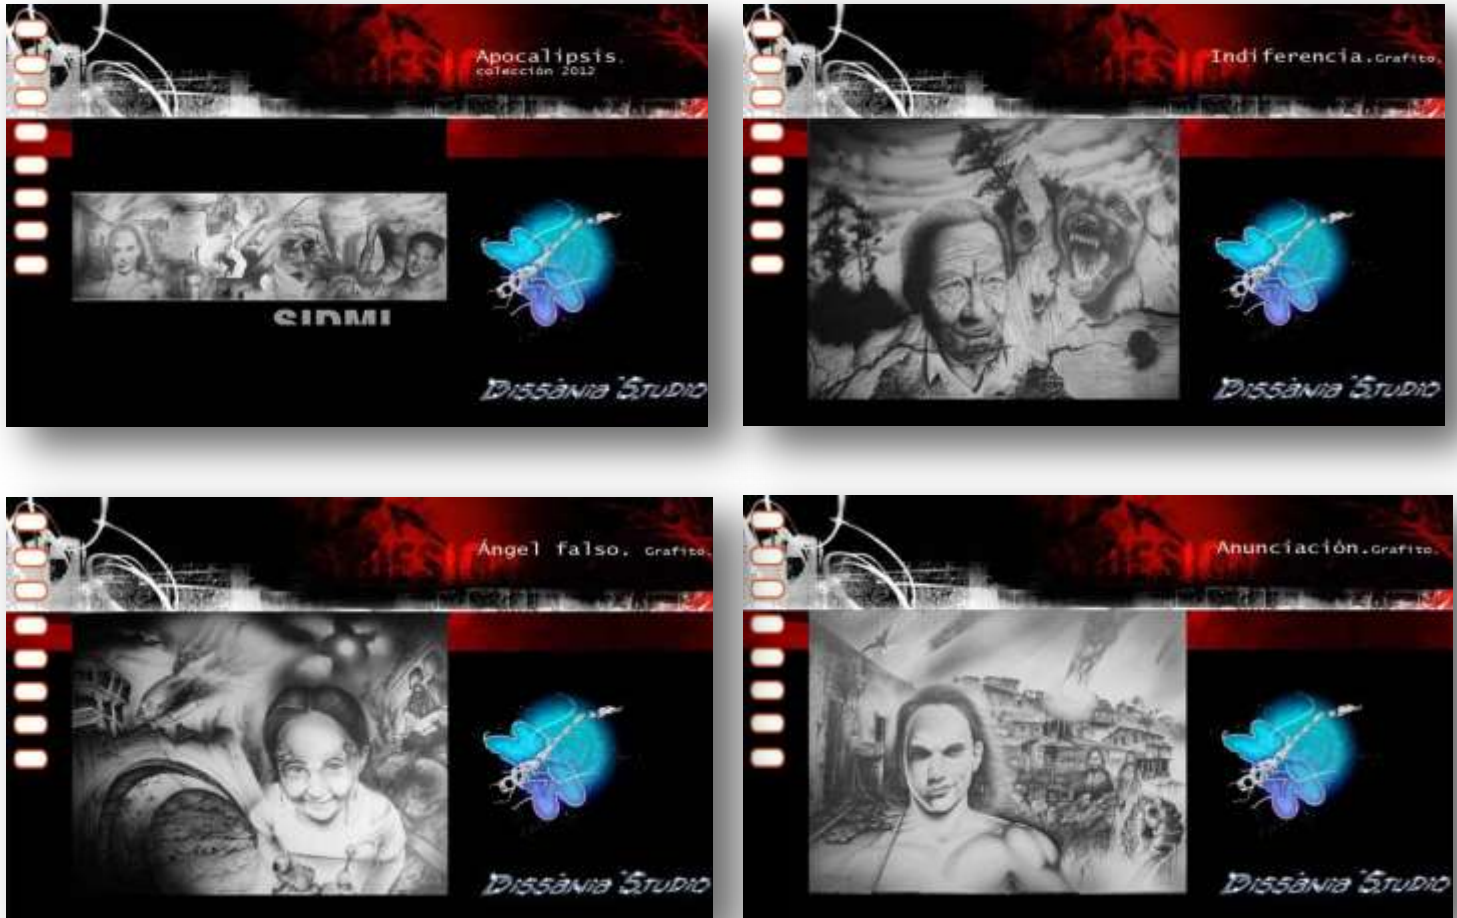 Apocalipsis.
colección 2012
Dissània Studio
Indiferencia.Grafito.
Dissània Studio
Ángel falso. Grafito.
Dissània Studio
Anunciación.Grafito.
Dissània Studio